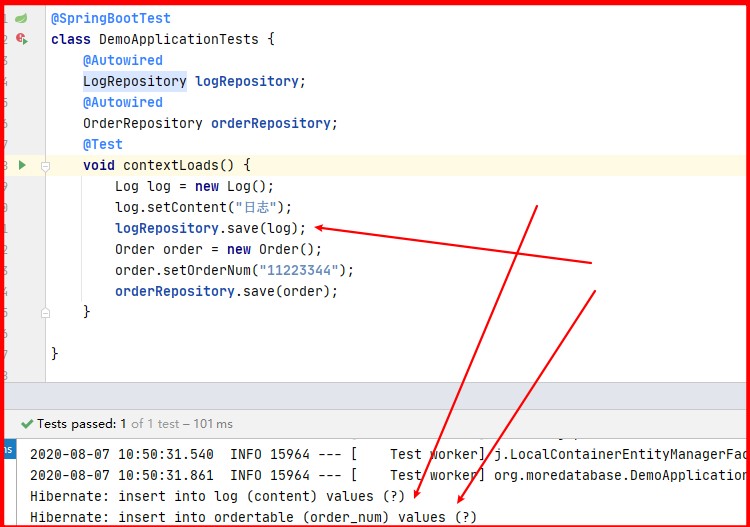 @SpringBootTest
class DemoApplicationTests {
@Autowired
LogRepository logRepository;
@Autowired
OrderRepository orderRepository;
@Test
void contextLoads() {
Log log = new Log();
log.setContent("日志");
logRepository.save(log);
Order order = new Order();
order.setOrderNum("11223344");
orderRepository.save(order);
}
}
Tests passed: 1 of 1 test – 101 ms
ms
2020-08-07 10:50:31.540 INFO 15964 --- [ Test worker] j.LocalContainerEntityManagerFac
2020-08-07 10:50:31.861 INFO 15964 --- [ Test worker] org.moredatabase.DemoApplication
Hibernate: insert into log (content) values (?)
Hibernate: insert into ordertable (order_num) values (?)